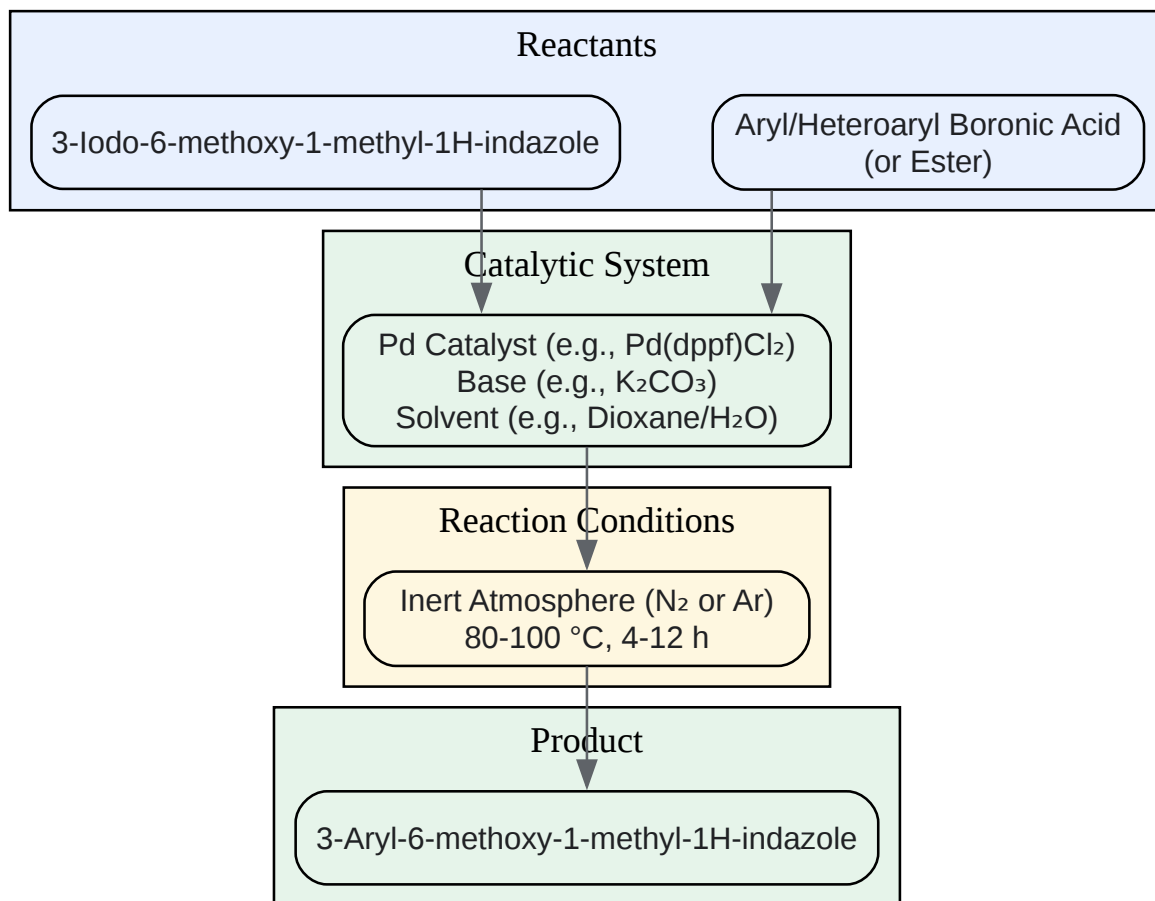 Reactants
3-Iodo-6-methoxy-1-methyl-1H-indazole
Aryl/Heteroaryl Boronic Acid
(or Ester)
Catalytic System
Pd Catalyst (e.g., Pd(dppf)Cl₂)
Base (e.g., K₂CO₃)
Solvent (e.g., Dioxane/H₂O)
Reaction Conditions
Inert Atmosphere (N₂ or Ar)
80-100 °C, 4-12 h
Product
3-Aryl-6-methoxy-1-methyl-1H-indazole